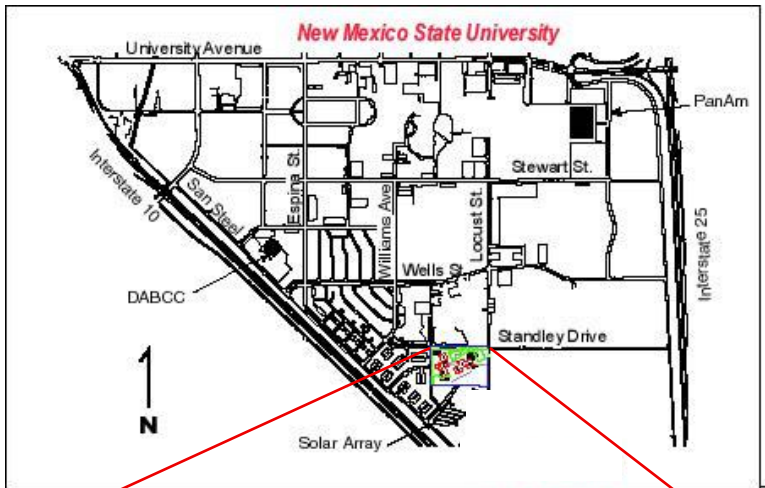 New Mexico State University
University Avenue
PanAm
Stewart St.
Interstate 10
San Steel
Espina St.
Williams Ave
Locust St.
Interstate 25
Wells S
DABCC
Standley Drive
N
Solar Array